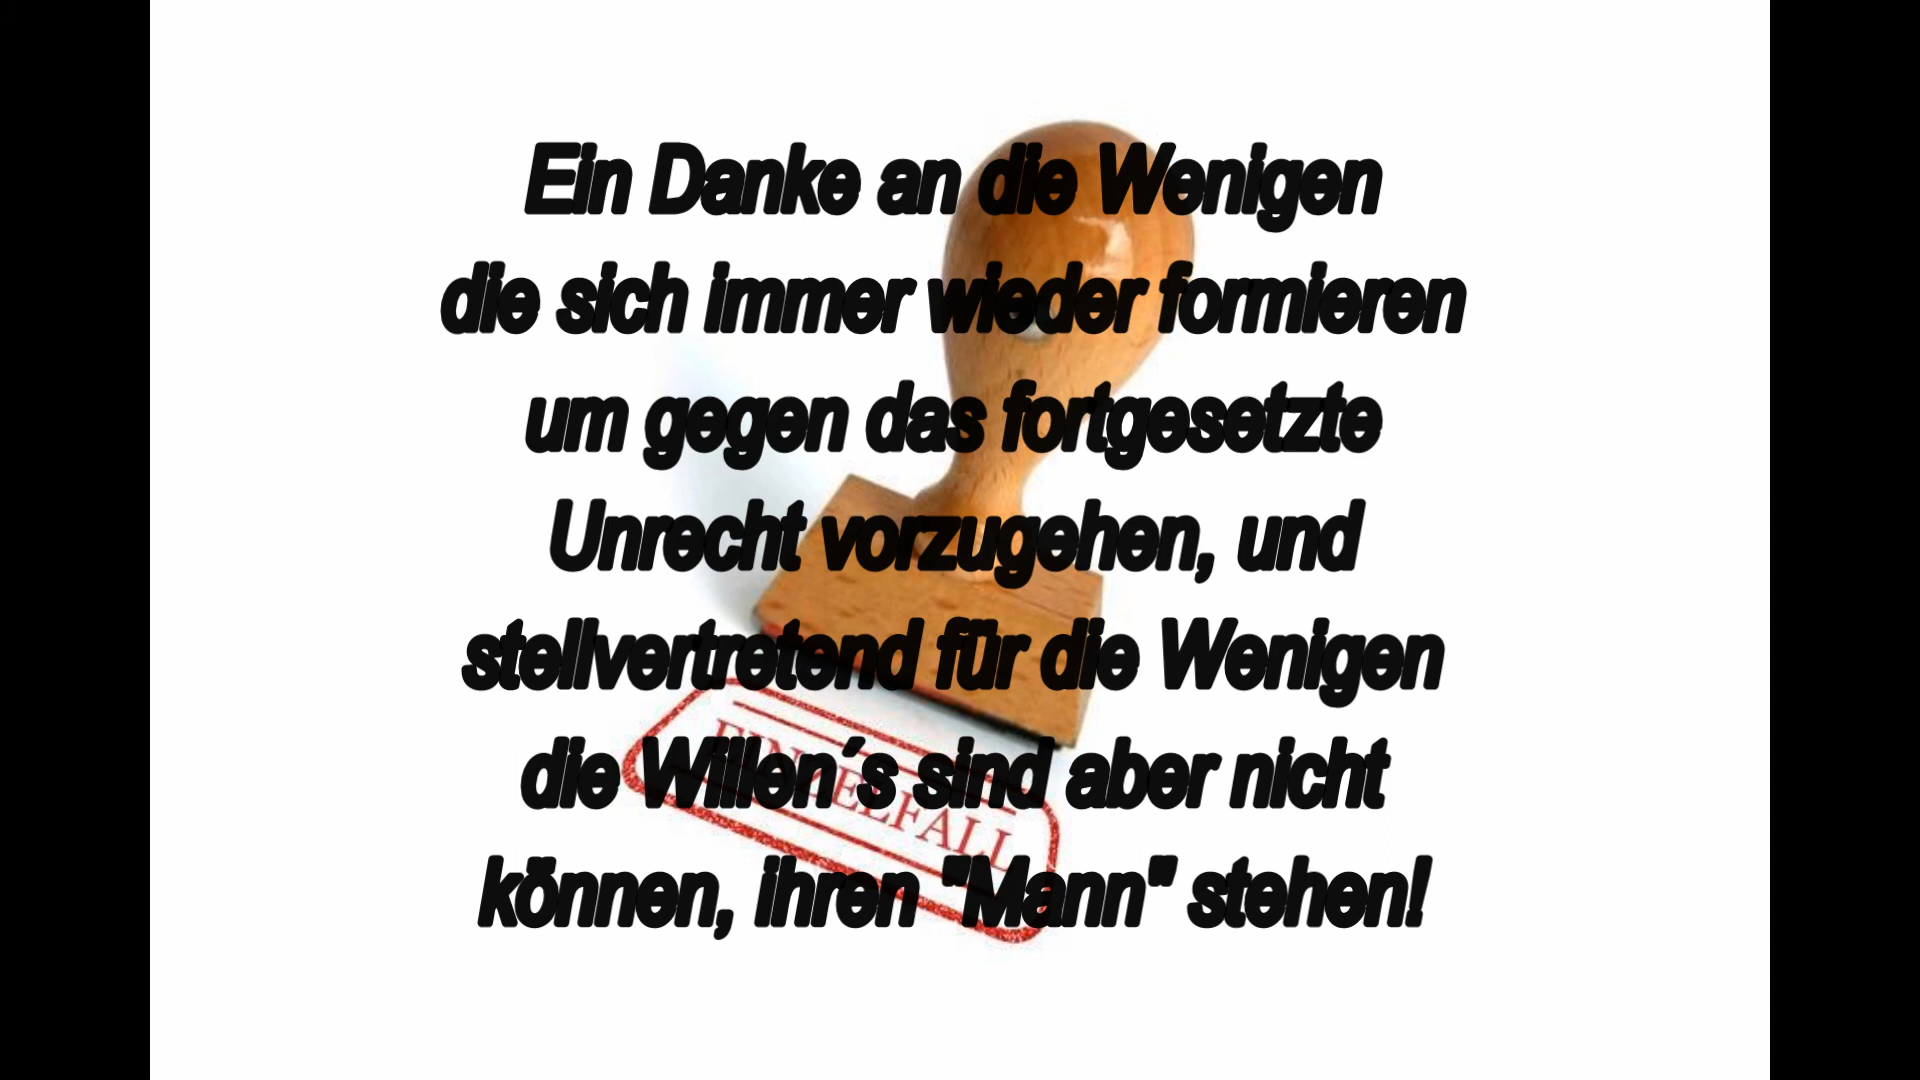 Ein Danke an die Wenigen
die sich immer wieder formieren
um gegen das fortgesetzte
Unrecht vorzugehen, und
stellvertretend für die Wenigen
die Willen´s sind aber nicht
können, ihren "Mann" stehen!
EINZELFALL